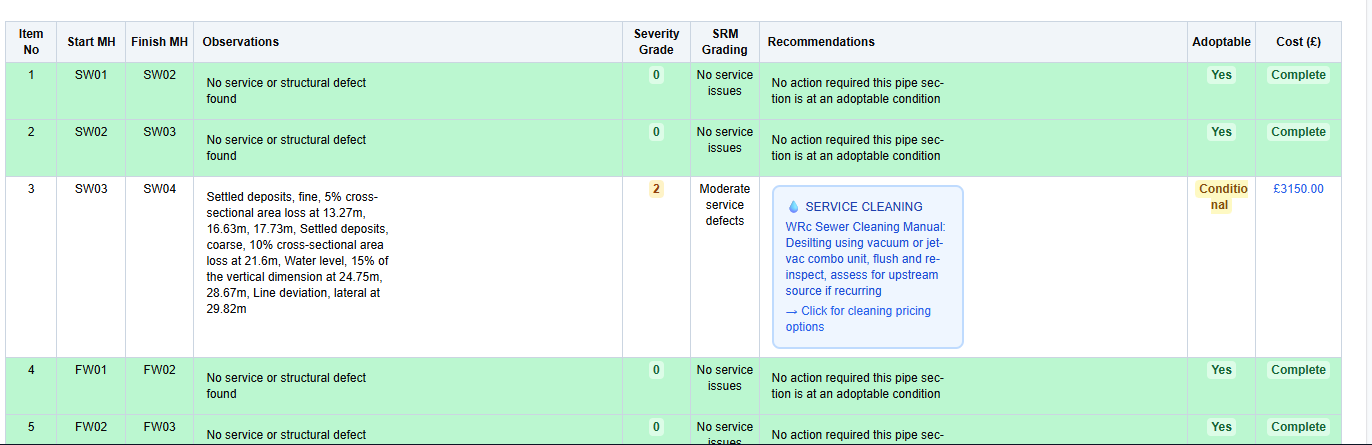 Item No Start MH Finish MH Observations Severity Grade SRM Grading Recommendations Adoptable Cost (£)
1 SW01 SW02 No service or structural defect 0 No service No action required this pipe sec- Yes Complete
found issues tion is at an adoptable condition
2 SW02 SW03 No service or structural defect 0 No service No action required this pipe sec- Yes Complete
found issues tion is at an adoptable condition
3 SW03 SW04 Settled deposits, fine, 5% cross- 2 Moderate SERVICE CLEANING Conditio £3150.00
sectional area loss at 13.27m, service WRc Sewer Cleaning Manual: nal
16.63m, 17.73m, Settled deposits, defects Desilting using vacuum or jet-
coarse, 10% cross-sectional area vac combo unit, flush and re-
loss at 21.6m, Water level, 15% of inspect, assess for upstream
the vertical dimension at 24.75m, source if recurring
28.67m, Line deviation, lateral at → Click for cleaning pricing
29.82m options
4 FW01 FW02 No service or structural defect 0 No service No action required this pipe sec- Yes Complete
found issues tion is at an adoptable condition
5 FW02 FW03 No service or structural defect 0 No service No action required this pipe sec- Yes Complete
issues